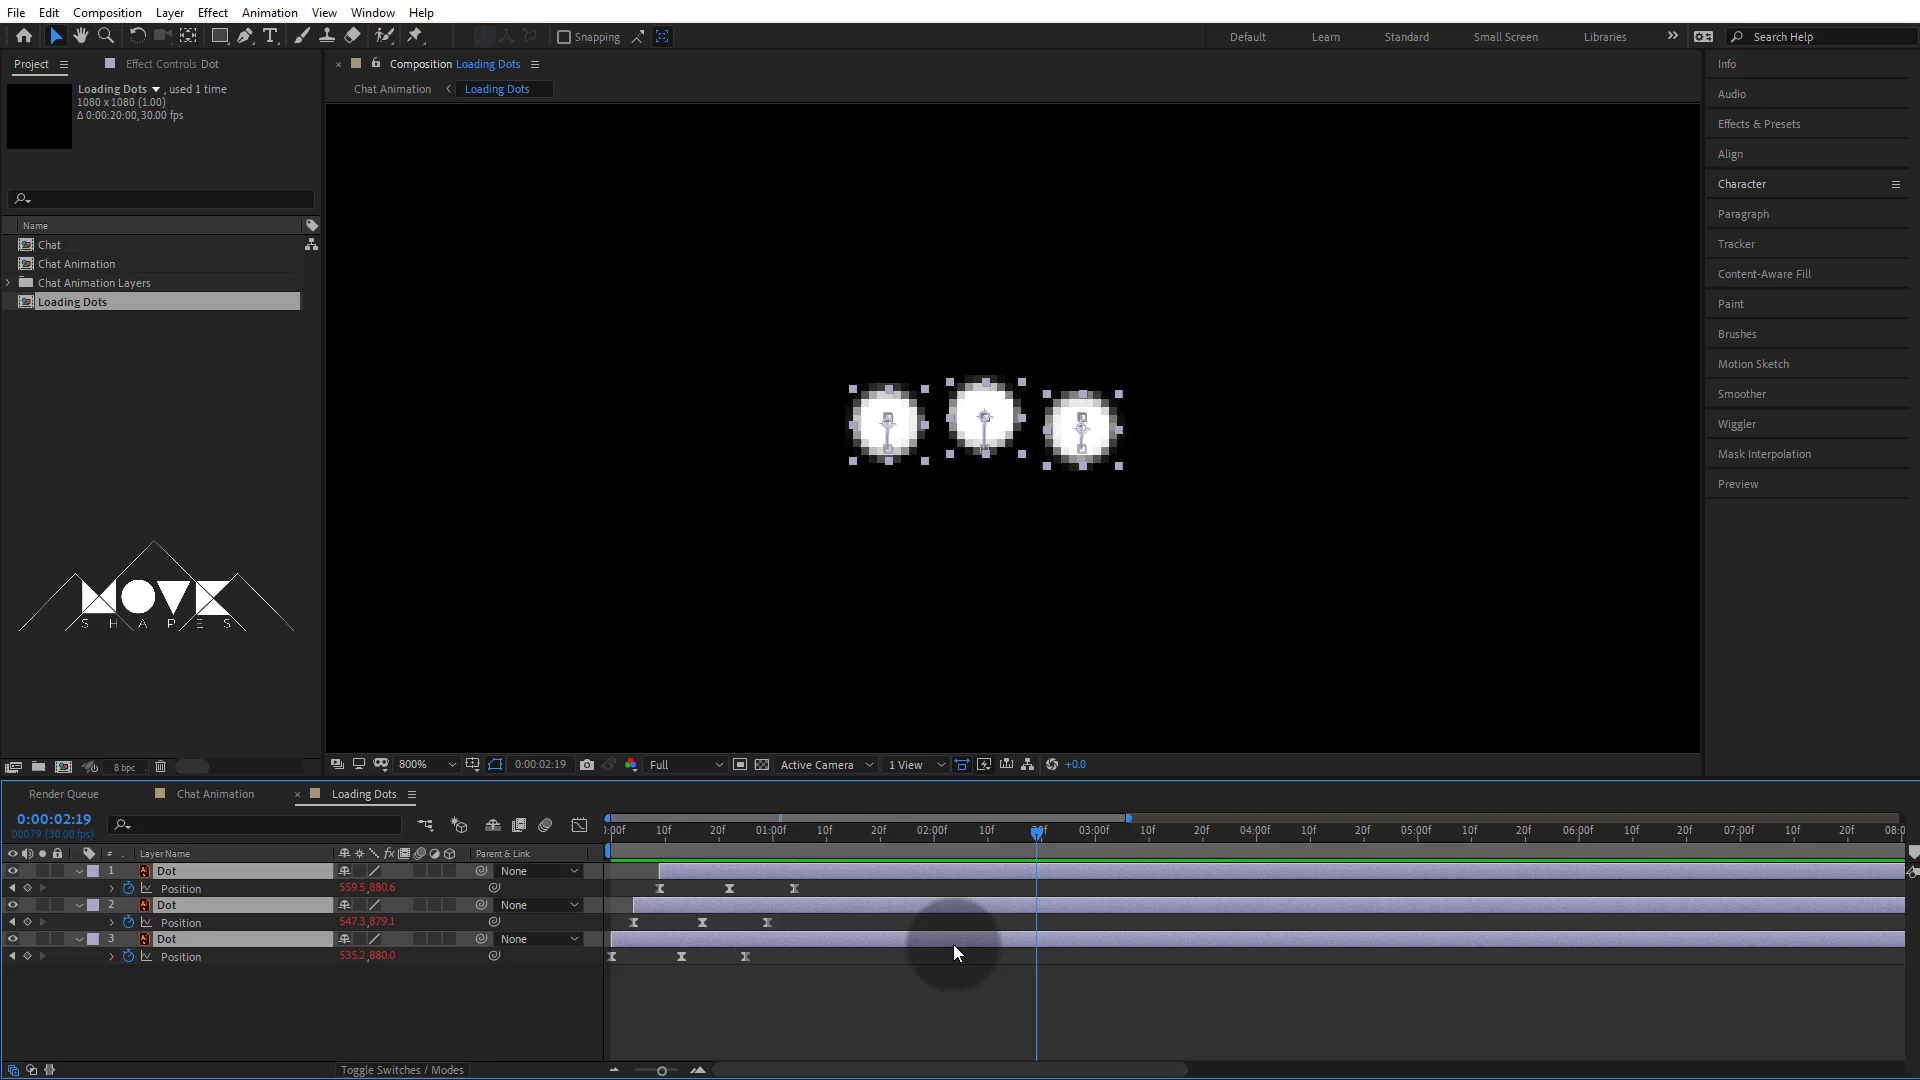 File Edit Composition Layer Effect Animation View Window Help
Snapping Default Learn Standard Small Screen Libraries Search Help
Project Effect Controls Dot
Composition Loading Dots
Chat Animation Loading Dots
Loading Dots , used 1 time
1080 x 1080 (1.00)
Δ 0:00:20:00, 30.00 fps
Name
Chat
Chat Animation
Chat Animation Layers
Loading Dots
MOVE
SHAPES
8 bpc
Info
Audio
Effects & Presets
Align
Character
Paragraph
Tracker
Content-Aware Fill
Paint
Brushes
Motion Sketch
Smoother
Wiggler
Mask Interpolation
Preview
800% 0:00:02:19 Full Active Camera 1 View +0.0
Render Queue Chat Animation Loading Dots
0:00:02:19
00079 (30.00 fps)
:00f 10f 20f 01:00f 10f 20f 02:00f 10f 20f 03:00f 10f 20f 04:00f 10f 20f 05:00f 10f 20f 06:00f 10f 20f 07:00f 10f 20f 08:0
# Layer Name fx Parent & Link
1 Dot None
Position 559.5,880.6
2 Dot None
Position 547.3,879.1
3 Dot None
Position 535.2,880.0
Toggle Switches / Modes